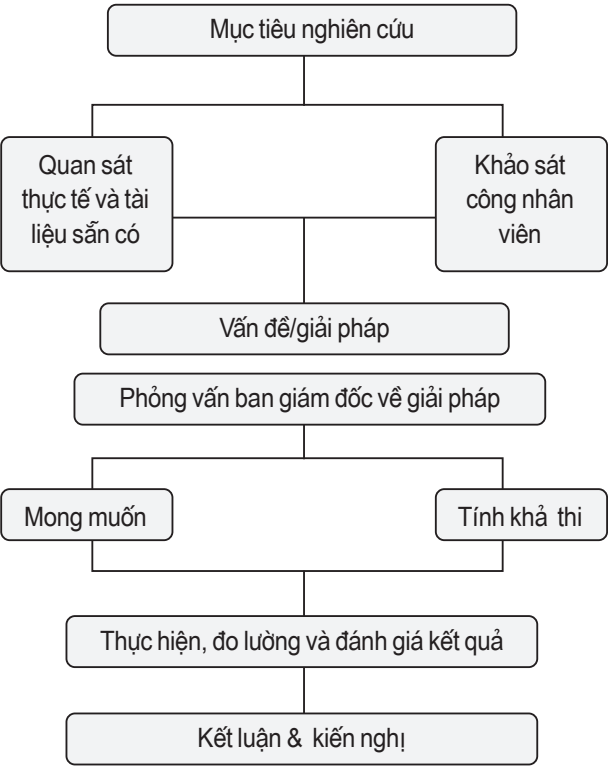 Mục tiêu nghiên cứu
Quan sát
thực tế và tài
liệu sẵn có
Khảo sát
công nhân
viên
Vấn đề/giải pháp
Phỏng vấn ban giám đốc về giải pháp
Mong muốn
Tính khả thi
Thực hiện, đo lường và đánh giá kết quả
Kết luận & kiến nghị